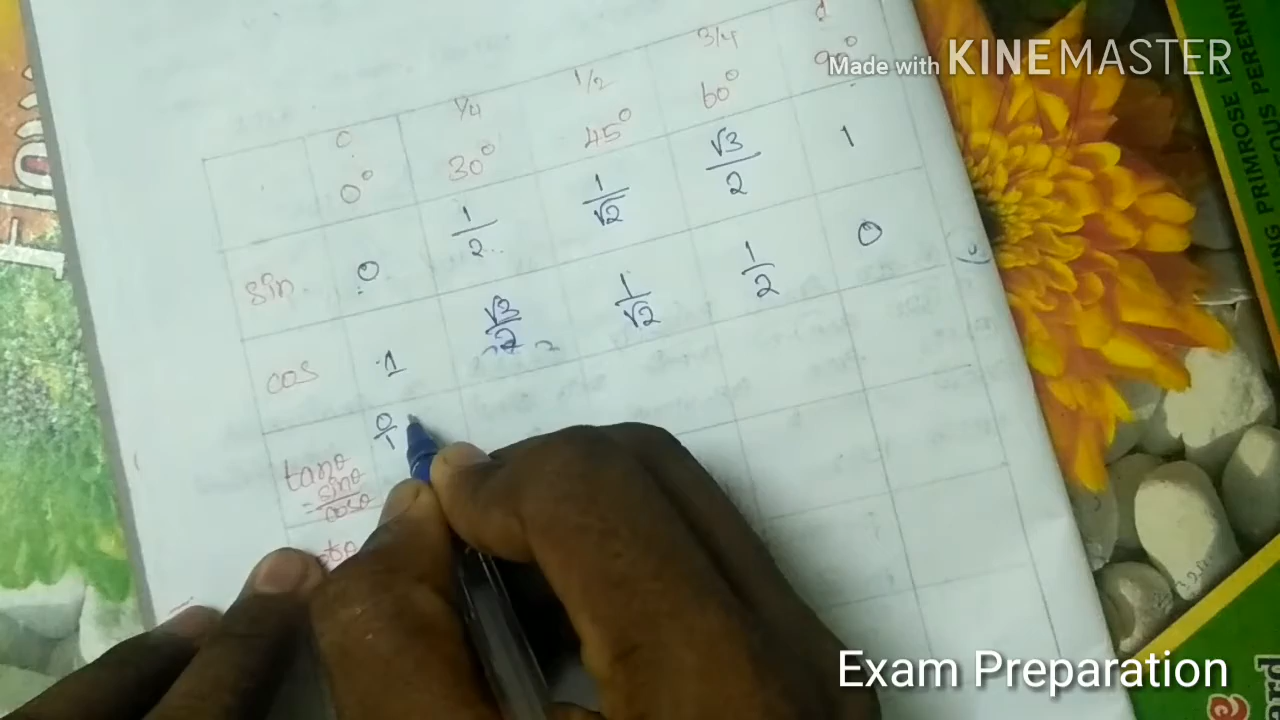 Made with KINEMASTER
0 1/4 1/2 3/4
0° 30° 45° 60° 90°
sin 0 1/2 1/√2 √3/2 1
cos 1 √3/2 1/√2 1/2 0
tanθ 0/1
= sinθ/cosθ
Exam Preparation
PRIMROSE